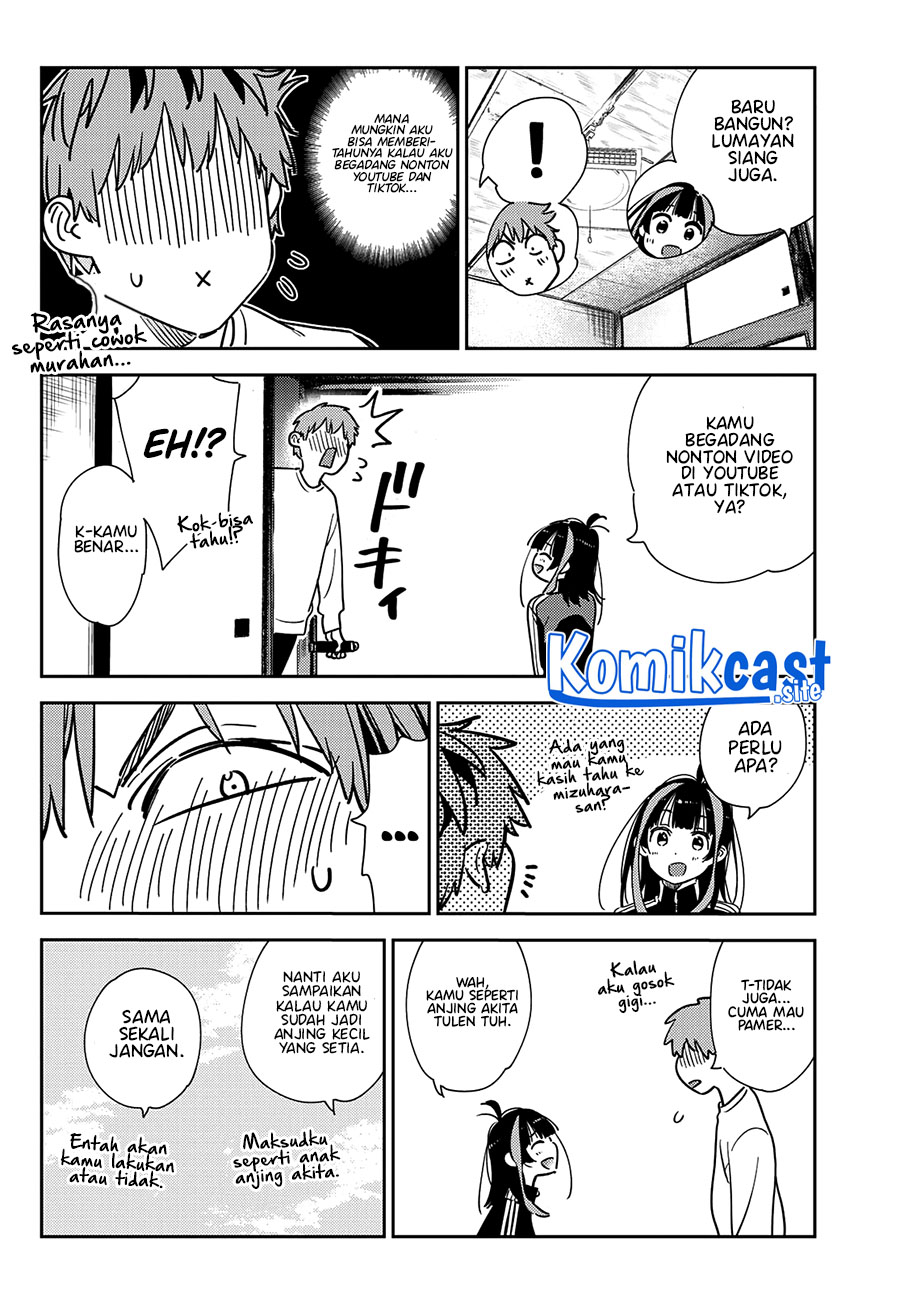 BARU
BANGUN?
LUMAYAN
SIANG
JUGA.
!
MANA
MUNGKIN AKU
BISA MEMBERI-
TAHUNYA KALAU AKU
BEGADANG NONTON
YOUTUBE DAN
TIKTOK...
Rasanya
seperti cowok
murahan...
KAMU
BEGADANG
NONTON VIDEO
DI YOUTUBE
ATAU TIKTOK,
YA?
ドキィ
EH!?
Kok-bisa
tahu!?
K-KAMU
BENAR...
Komikcast
.site
ADA
PERLU
APA?
Ada yang
mau kamu
kasih tahu ke
mizuhara-
san?
...
T-TIDAK
JUGA...
CUMA MAU
PAMER...
Kalau
aku gosok
gigi...
WAH,
KAMU SEPERTI
ANJING AKITA
TULEN TUH.
NANTI AKU
SAMPAIKAN
KALAU KAMU
SUDAH JADI
ANJING KECIL
YANG SETIA.
Maksudku
seperti anak
anjing akita.
SAMA
SEKALI
JANGAN.
Entah akan
kamu lakukan
atau tidak.